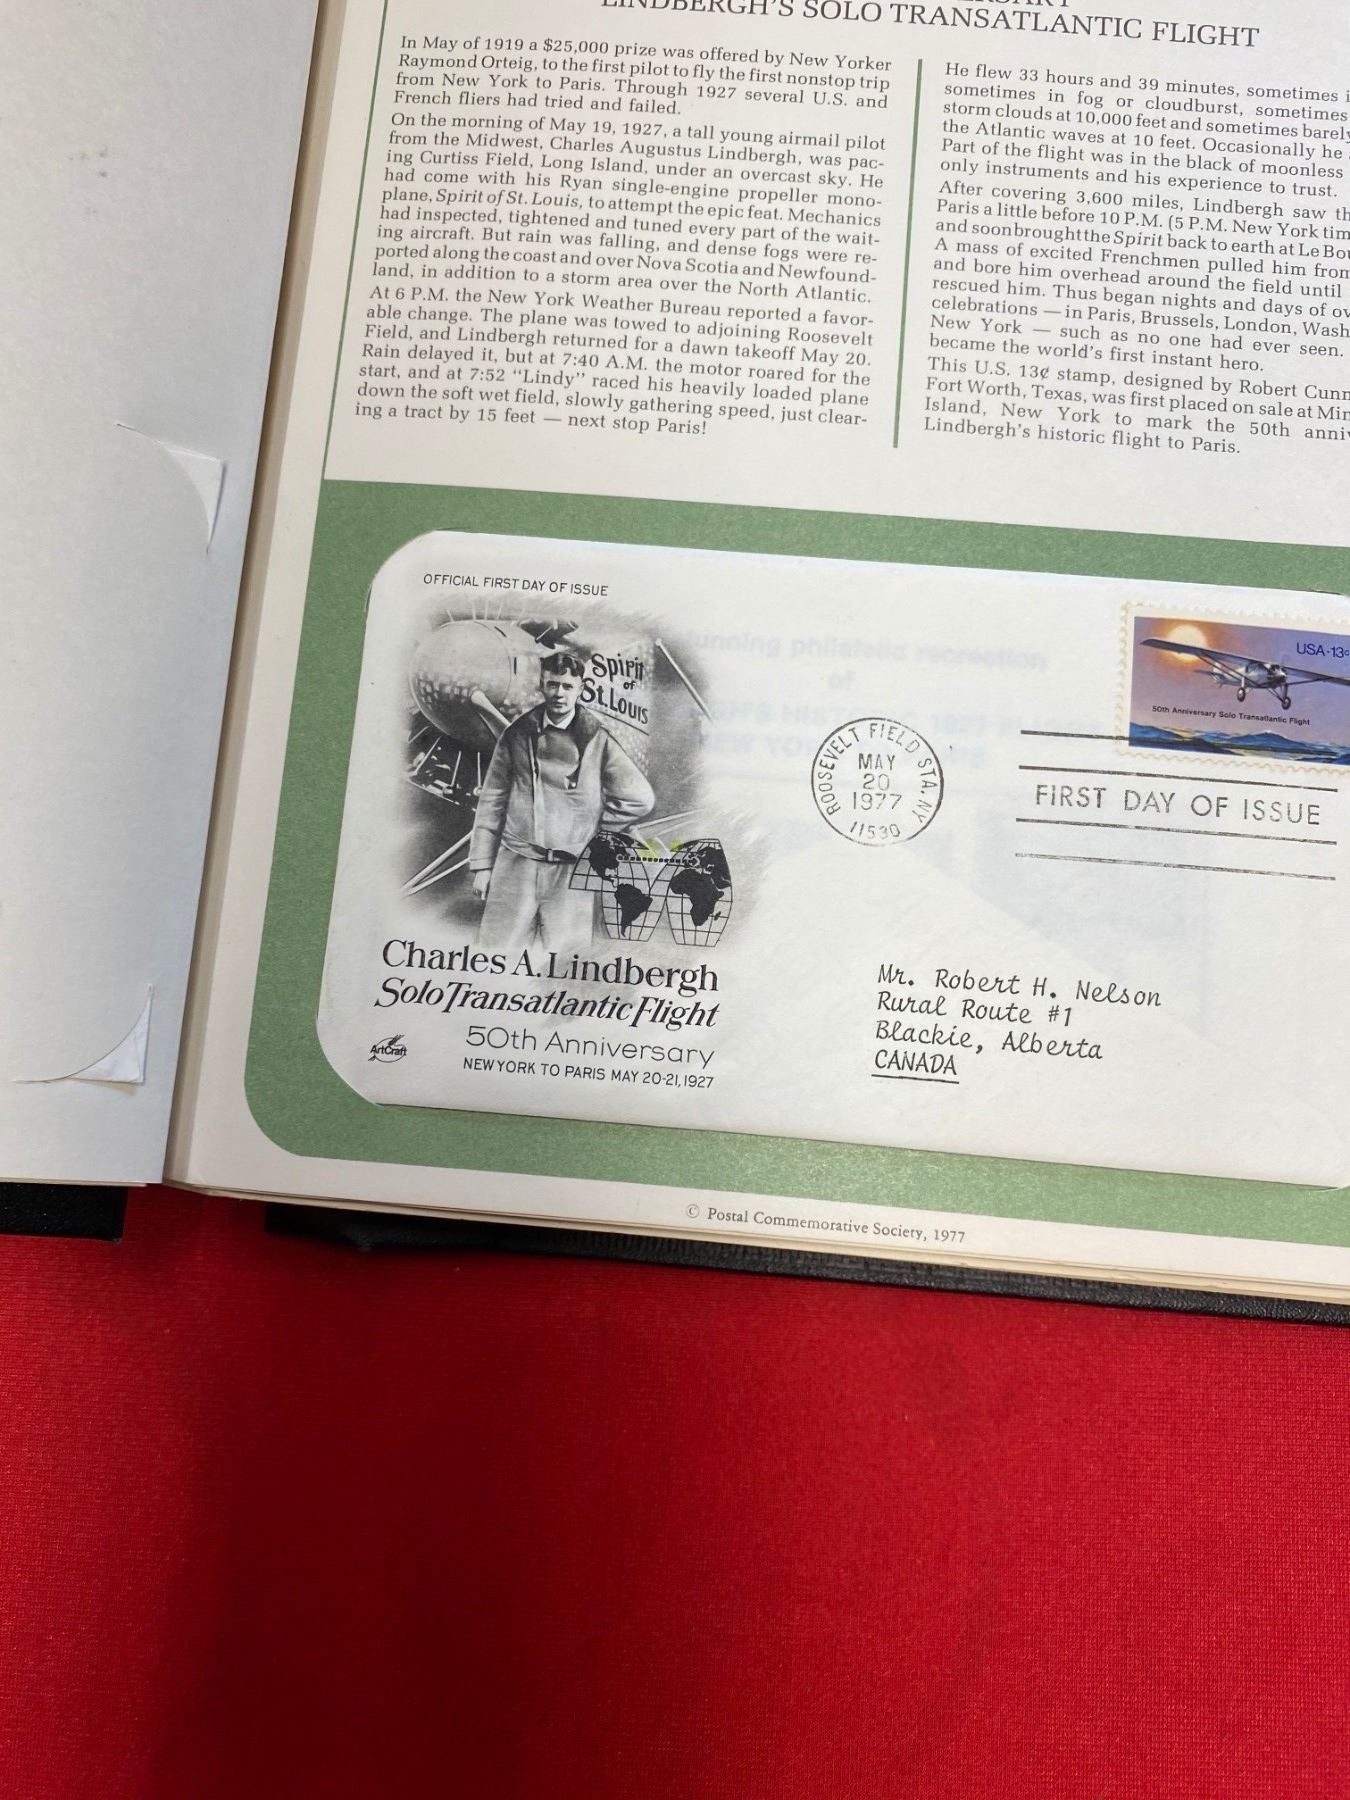 LINDBERGH'S SOLO TRANSATLANTIC FLIGHT
In May of 1919 a $25,000 prize was offered by New Yorker
Raymond Orteig, to the first pilot to fly the first nonstop trip
from New York to Paris. Through 1927 several U.S. and
French fliers had tried and failed.
On the morning of May 19, 1927, a tall young airmail pilot
from the Midwest, Charles Augustus Lindbergh, was pac-
ing Curtiss Field, Long Island, under an overcast sky. He
had come with his Ryan single-engine propeller mono-
plane, Spirit of St. Louis, to attempt the epic feat. Mechanics
had inspected, tightened and tuned every part of the wait-
ing aircraft. But rain was falling, and dense fogs were re-
ported along the coast and over Nova Scotia and Newfound-
land, in addition to a storm area over the North Atlantic.
At 6 P.M. the New York Weather Bureau reported a favor-
able change. The plane was towed to adjoining Roosevelt
Field, and Lindbergh returned for a dawn takeoff May 20.
Rain delayed it, but at 7:40 A.M. the motor roared for the
start, and at 7:52 "Lindy" raced his heavily loaded plane
down the soft wet field, slowly gathering speed, just clear-
ing a tract by 15 feet — next stop Paris!
He flew 33 hours and 39 minutes, sometimes
sometimes in fog or cloudburst, sometimes
storm clouds at 10,000 feet and sometimes barely
the Atlantic waves at 10 feet. Occasionally he
Part of the flight was in the black of moonless
only instruments and his experience to trust.
After covering 3,600 miles, Lindbergh saw
Paris a little before 10 P.M. (5 P.M. New York
and soon brought the Spirit back to earth at Le
A mass of excited Frenchmen pulled him
and bore him overhead around the field until
rescued him. Thus began nights and days of
celebrations — in Paris, Brussels, London,
New York — such as no one had ever seen.
became the world's first instant hero.
This U.S. 13¢ stamp, designed by Robert
Fort Worth, Texas, was first placed on sale at
Island, New York to mark the 50th
Lindbergh's historic flight to Paris.
OFFICIAL FIRST DAY OF ISSUE
Spirit
of
St. Louis
USA·13c
50th Anniversary Solo Transatlantic Flight
ROOSEVELT FIELD STA. NY
MAY
20
1977
11530
FIRST DAY OF ISSUE
Charles A. Lindbergh
Solo Transatlantic Flight
50th Anniversary
NEW YORK TO PARIS MAY 20-21, 1927
ArtCraft
Mr. Robert H. Nelson
Rural Route #1
Blackie, Alberta
CANADA
© Postal Commemorative Society, 1977